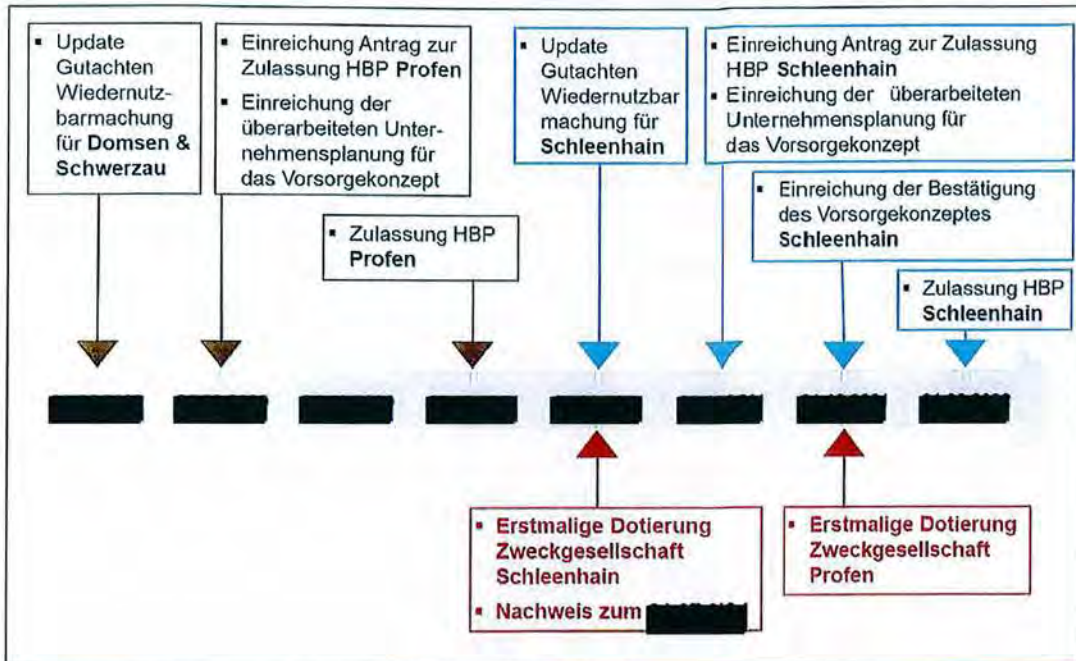 ▪ Update
Gutachten
Wiedernutz-
barmachung
für Domsen &
Schwerzau
▪ Einreichung Antrag zur
Zulassung HBP Profen
▪ Einreichung der
überarbeiteten Unter-
nehmensplanung für
das Vorsorgekonzept
▪ Zulassung HBP
Profen
▪ Update
Gutachten
Wiedernutzbar
machung für
Schleenhain
▪ Einreichung Antrag zur Zulassung
HBP Schleenhain
▪ Einreichung der überarbeiteten
Unternehmensplanung für
das Vorsorgekonzept
▪ Einreichung der Bestätigung
des Vorsorgekonzeptes
Schleenhain
▪ Zulassung HBP
Schleenhain
▪ Erstmalige Dotierung
Zweckgesellschaft
Schleenhain
▪ Nachweis zum
▪ Erstmalige Dotierung
Zweckgesellschaft
Profen